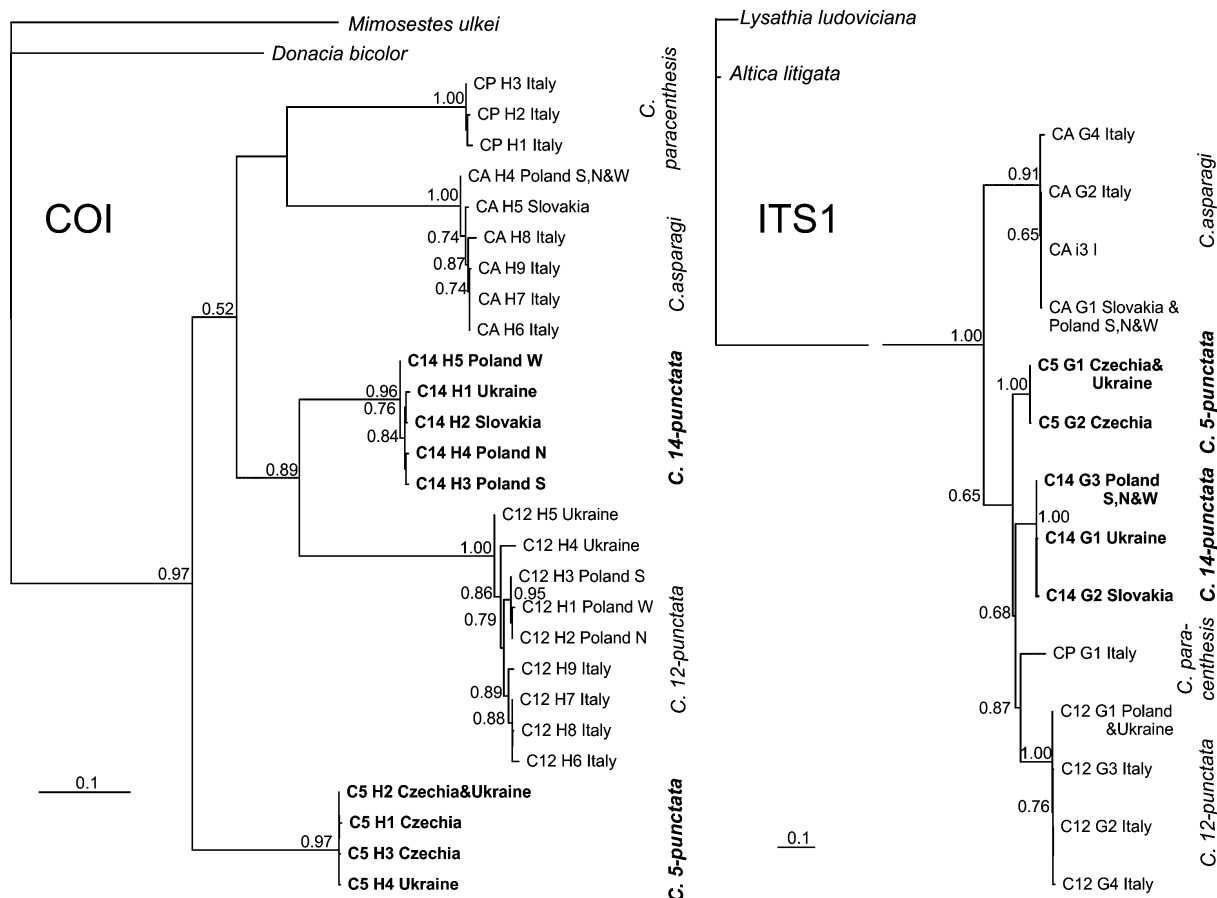 Mimosestes ulkei
Donacia bicolor
CP H3 Italy
1.00
CP H2 Italy
CP H1 Italy
C.
paracenthesis
CA H4 Poland S,N&W
1.00
CA H5 Slovakia
0.74
CA H8 Italy
0.87
CA H9 Italy
0.74
CA H7 Italy
CA H6 Italy
C.asparagi
COI
0.52
C14 H5 Poland W
0.96
C14 H1 Ukraine
0.76
C14 H2 Slovakia
0.84
C14 H4 Poland N
C14 H3 Poland S
C. 14-punctata
0.89
C12 H5 Ukraine
1.00
C12 H4 Ukraine
C12 H3 Poland S
0.86
0.95
C12 H1 Poland W
0.79
C12 H2 Poland N
C12 H9 Italy
0.89
C12 H7 Italy
0.88
C12 H8 Italy
C12 H6 Italy
C. 12-punctata
0.97
C5 H2 Czechia&Ukraine
C5 H1 Czechia
0.97
C5 H3 Czechia
C5 H4 Ukraine
C. 5-punctata
0.1
Lysathia ludoviciana
Altica litigata
ITS1
CA G4 Italy
0.91
CA G2 Italy
0.65
CA i3 I
CA G1 Slovakia &
Poland S,N&W
C.asparagi
1.00
C5 G1 Czechia&
Ukraine
1.00
C5 G2 Czechia
C. 5-punctata
0.65
C14 G3 Poland
S,N&W
1.00
C14 G1 Ukraine
C14 G2 Slovakia
C. 14-punctata
0.68
CP G1 Italy
C. para-
centhesis
0.87
C12 G1 Poland
&Ukraine
1.00
C12 G3 Italy
0.76
C12 G2 Italy
C12 G4 Italy
C. 12-punctata
0.1